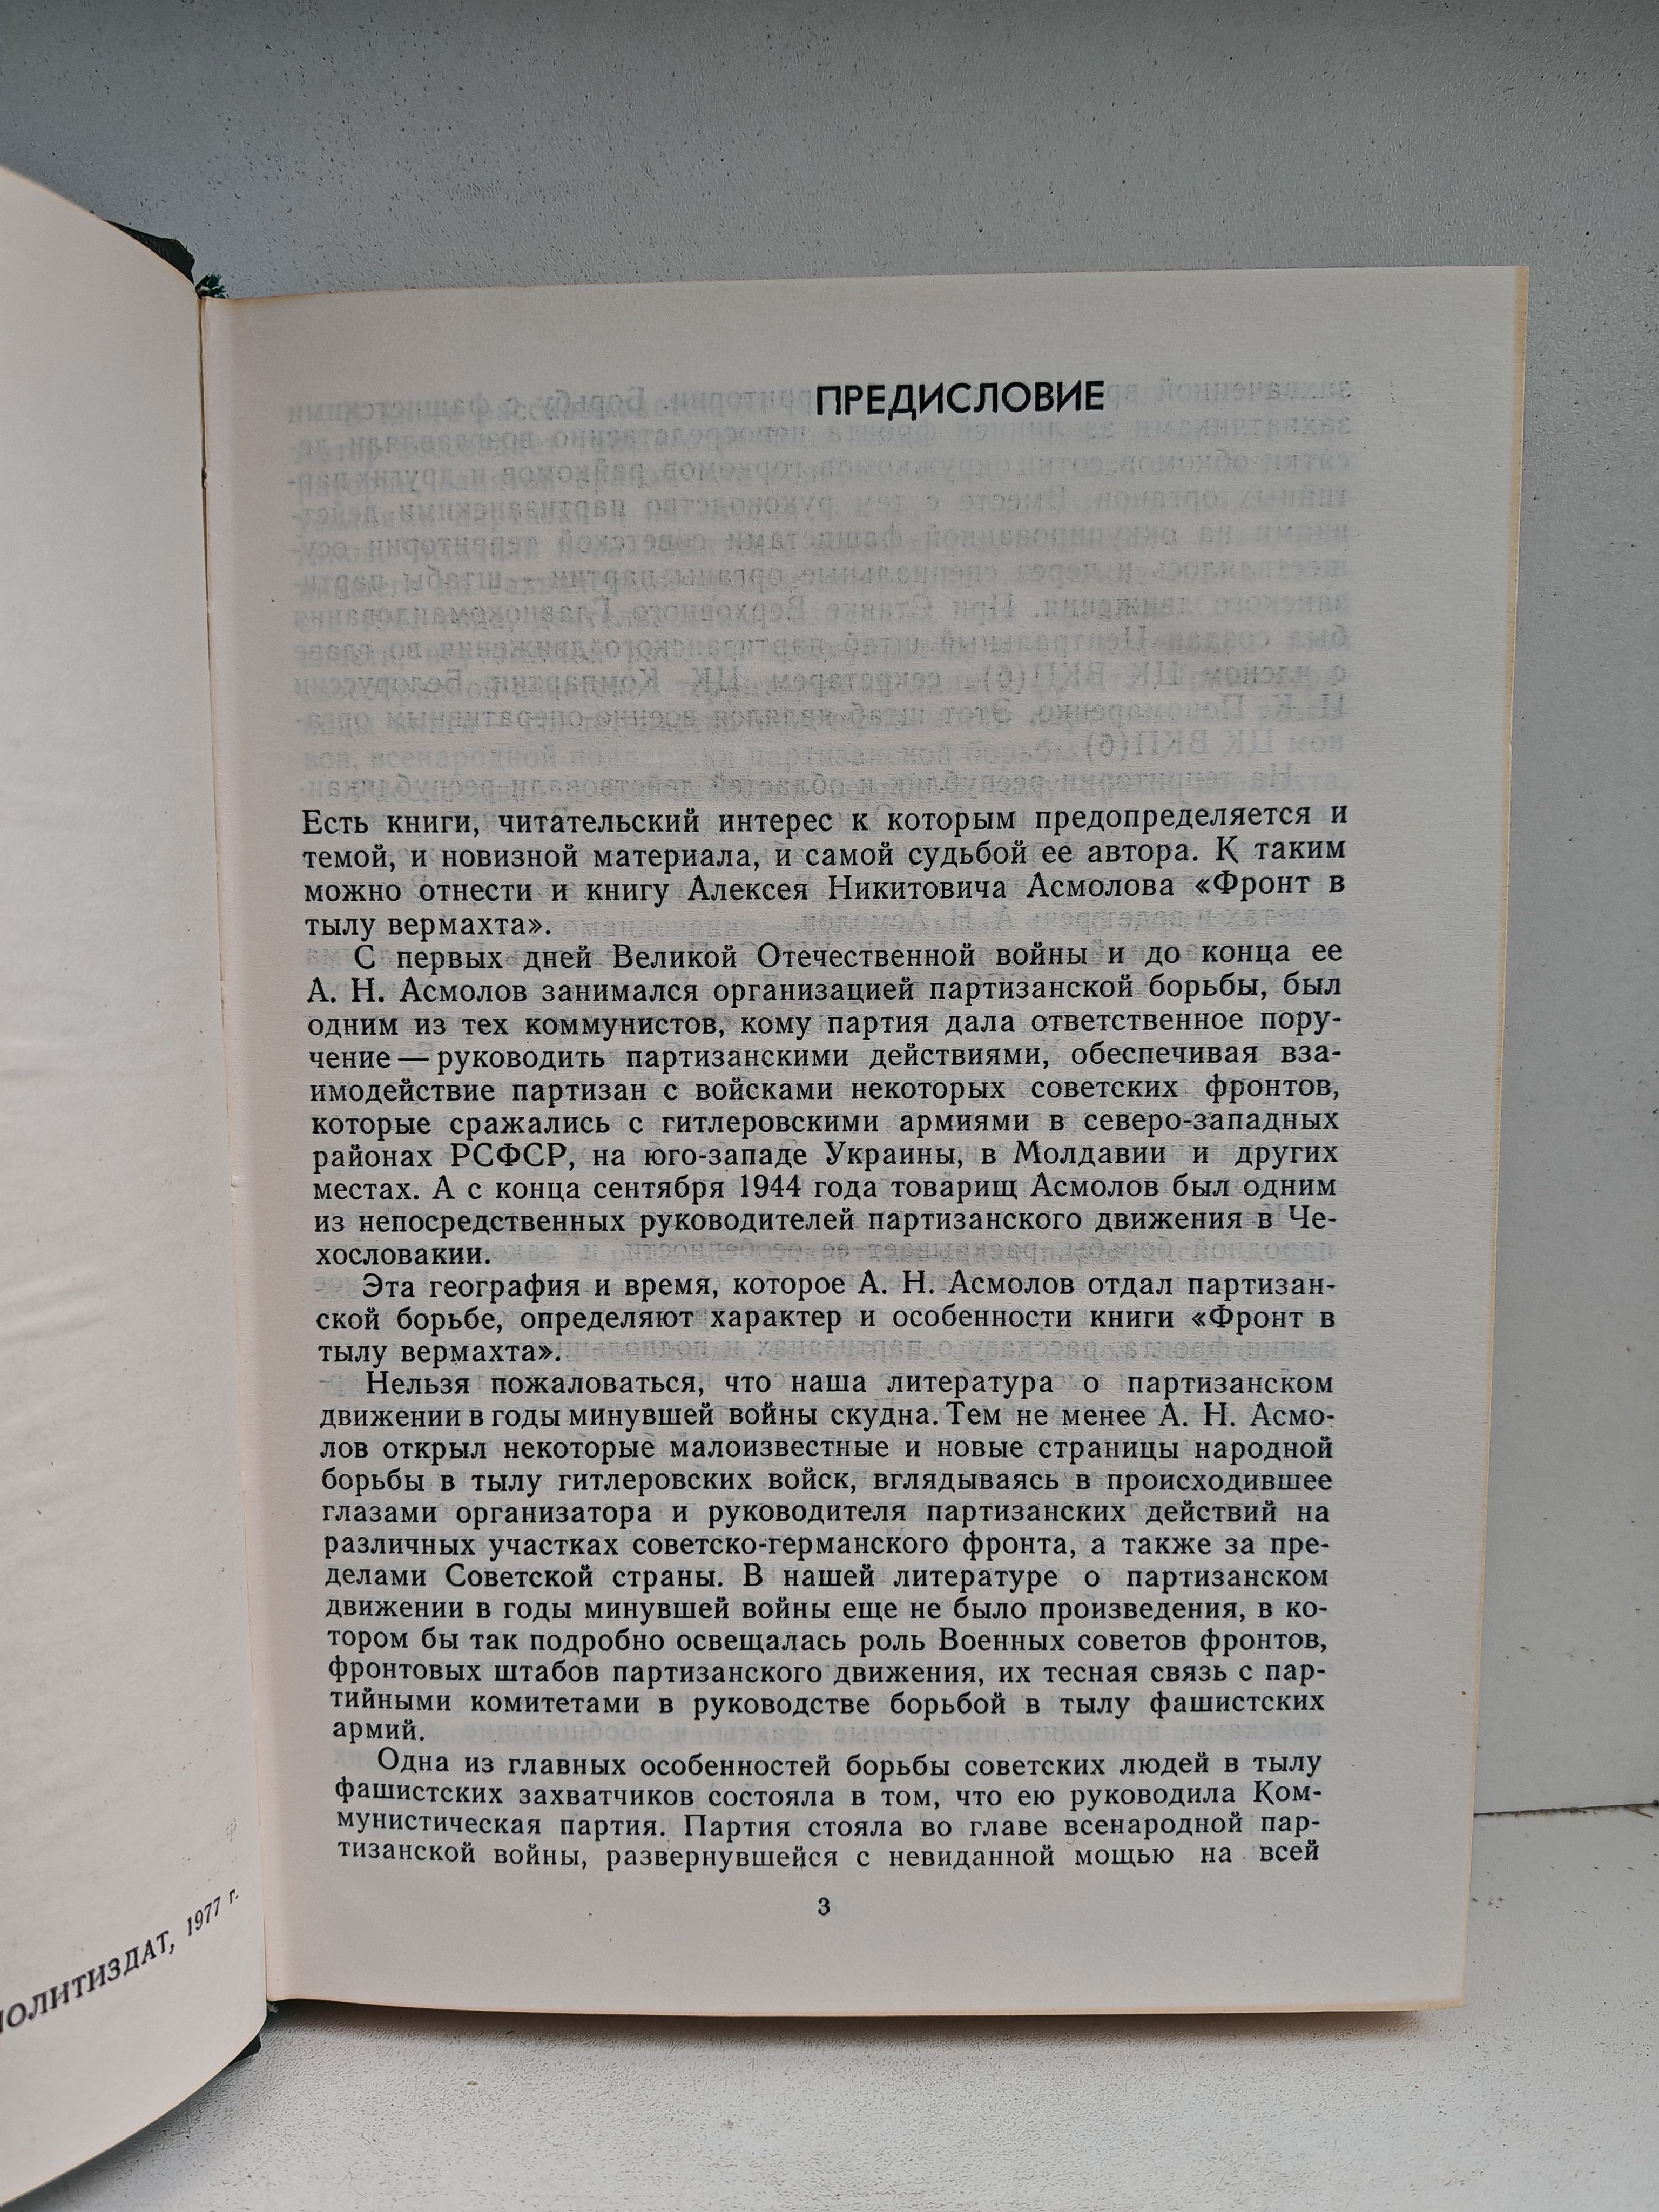 ПОЛИТИЗДАТ, 1977 г.
ПРЕДИСЛОВИЕ
Есть книги, читательский интерес к которым предопределяется и
темой, и новизной материала, и самой судьбой ее автора. К таким
можно отнести и книгу Алексея Никитовича Асмолова «Фронт в
тылу вермахта».
С первых дней Великой Отечественной войны и до конца ее
А. Н. Асмолов занимался организацией партизанской борьбы, был
одним из тех коммунистов, кому партия дала ответственное пору-
чение — руководить партизанскими действиями, обеспечивая вза-
имодействие партизан с войсками некоторых советских фронтов,
которые сражались с гитлеровскими армиями в северо-западных
районах РСФСР, на юго-западе Украины, в Молдавии и других
местах. А с конца сентября 1944 года товарищ Асмолов был одним
из непосредственных руководителей партизанского движения в Че-
хословакии.
Эта география и время, которое А. Н. Асмолов отдал партизан-
ской борьбе, определяют характер и особенности книги «Фронт в
тылу вермахта».
Нельзя пожаловаться, что наша литература о партизанском
движении в годы минувшей войны скудна. Тем не менее А. Н. Асмо-
лов открыл некоторые малоизвестные и новые страницы народной
борьбы в тылу гитлеровских войск, вглядываясь в происходившее
глазами организатора и руководителя партизанских действий на
различных участках советско-германского фронта, а также за пре-
делами Советской страны. В нашей литературе о партизанском
движении в годы минувшей войны еще не было произведения, в ко-
тором бы так подробно освещалась роль Военных советов фронтов,
фронтовых штабов партизанского движения, их тесная связь с пар-
тийными комитетами в руководстве борьбой в тылу фашистских
армий.
Одна из главных особенностей борьбы советских людей в тылу
фашистских захватчиков состояла в том, что ею руководила Ком-
мунистическая партия. Партия стояла во главе всенародной пар-
тизанской войны, развернувшейся с невиданной мощью на всей
3